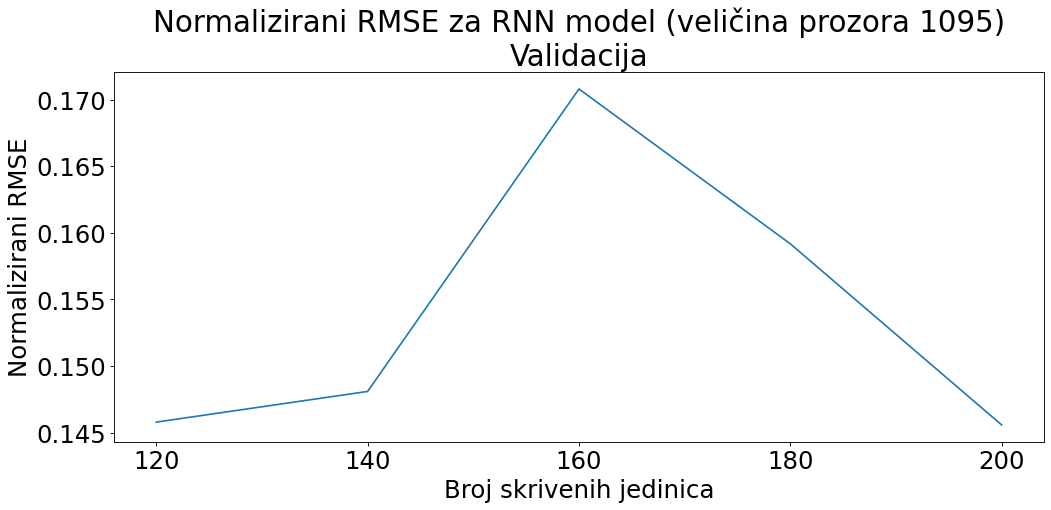 Normalizirani RMSE za RNN model (veličina prozora 1095)
Validacija
Normalizirani RMSE
0.170
0.165
0.160
0.155
0.150
0.145
120 140 160 180 200
Broj skrivenih jedinica